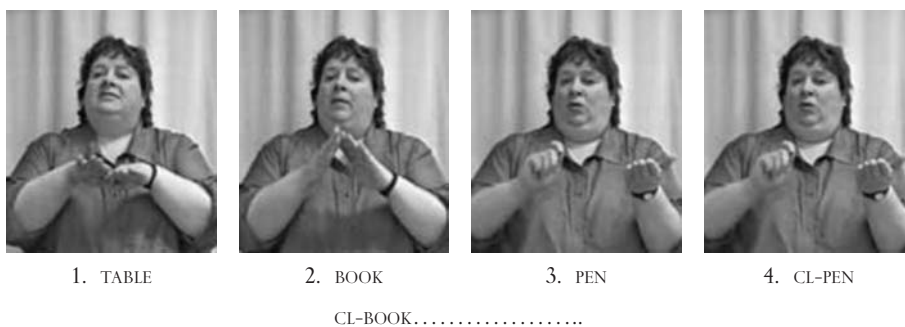 1. TABLE 2. BOOK 3. PEN 4. CL-PEN
CL-BOOK.....................